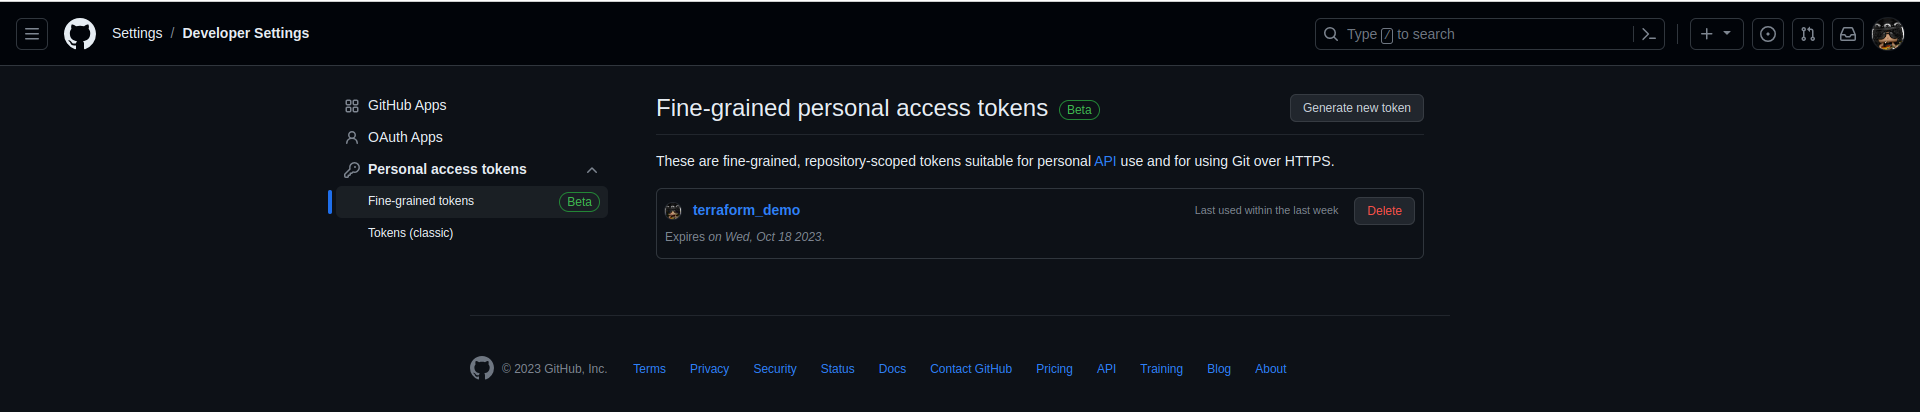 Settings / Developer Settings
Type / to search
GitHub Apps
OAuth Apps
Personal access tokens
Fine-grained tokens Beta
Tokens (classic)
Fine-grained personal access tokens Beta
Generate new token
These are fine-grained, repository-scoped tokens suitable for personal API use and for using Git over HTTPS.
terraform_demo
Last used within the last week
Delete
Expires on Wed, Oct 18 2023.
© 2023 GitHub, Inc. Terms Privacy Security Status Docs Contact GitHub Pricing API Training Blog About